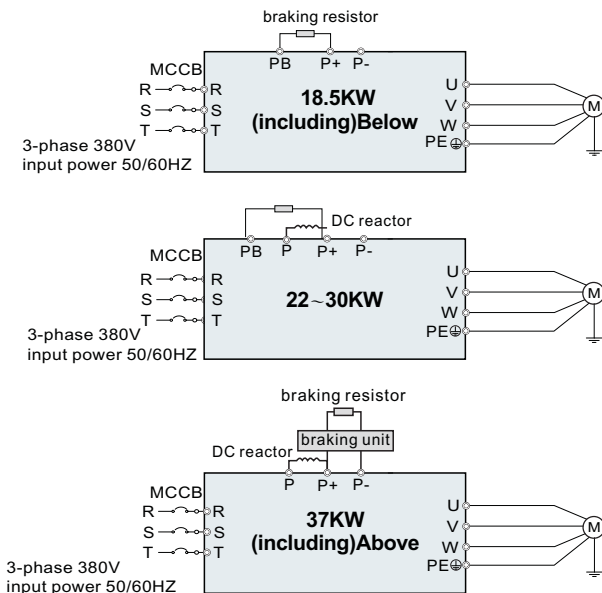 braking resistor
PB P+ P-
MCCB
R R
S S
T T
18.5KW
(including)Below
U
V
W
PE
M
3-phase 380V
input power 50/60HZ
DC reactor
PB P P+ P-
MCCB
R R
S S
T T
22~30KW
U
V
W
PE
M
3-phase 380V
input power 50/60HZ
braking resistor
braking unit
DC reactor
P P+ P-
MCCB
R R
S S
T T
37KW
(including)Above
U
V
W
PE
M
3-phase 380V
input power 50/60HZ